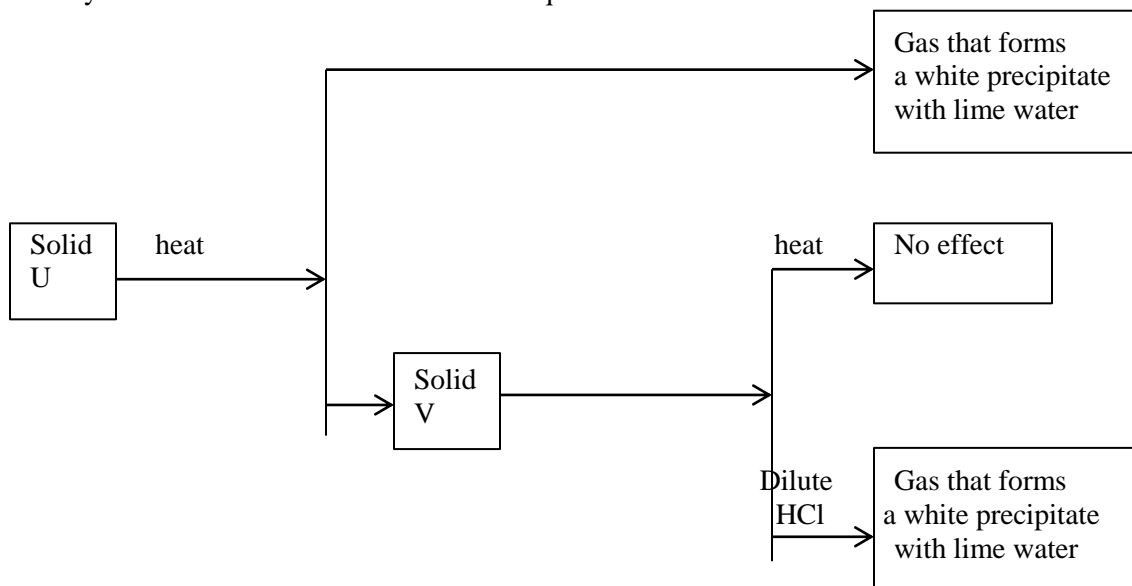 Gas that forms
a white precipitate
with lime water
Solid
U
heat
heat
No effect
Solid
V
Dilute
HCl
Gas that forms
a white precipitate
with lime water